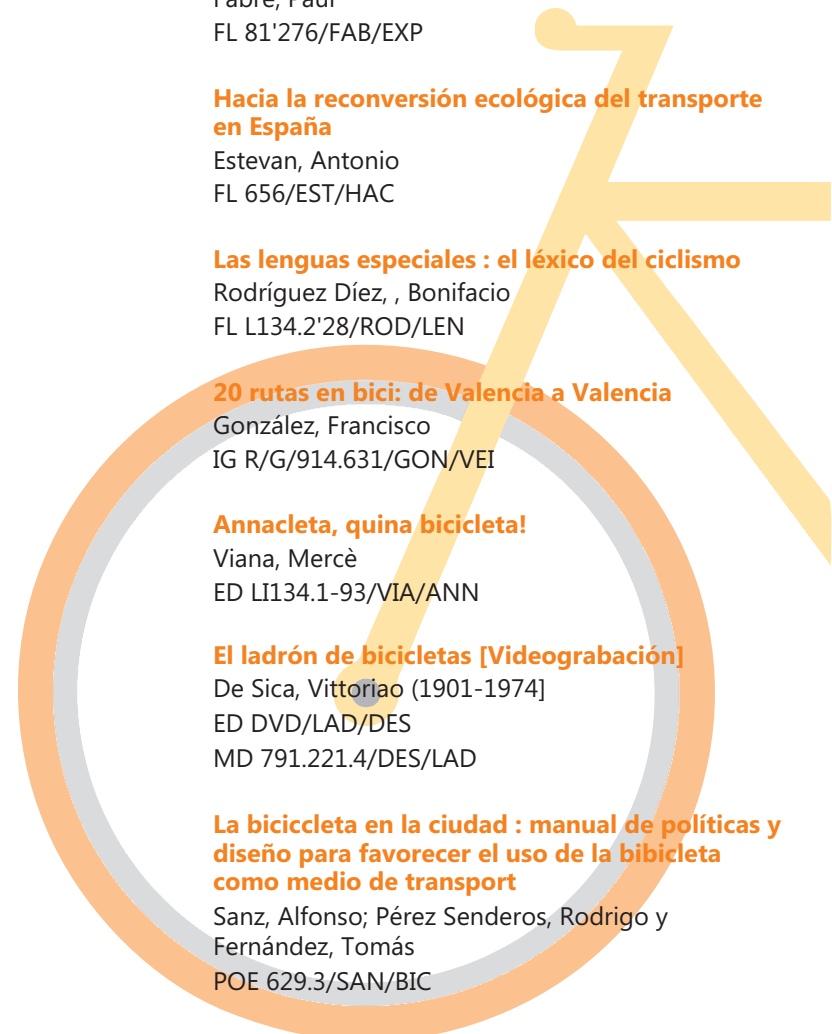 Fabre, Paul
FL 81'276/FAB/EXP
Hacia la reconversión ecológica del transporte
en España
Estevan, Antonio
FL 656/EST/HAC
Las lenguas especiales : el léxico del ciclismo
Rodríguez Díez, , Bonifacio
FL L134.2'28/ROD/LEN
20 rutas en bici: de Valencia a Valencia
González, Francisco
IG R/G/914.631/GON/VEI
Annacleta, quina bicicleta!
Viana, Mercè
ED LI134.1-93/VIA/ANN
El ladrón de bicicletas [Videograbación]
De Sica, Vittoriao (1901-1974]
ED DVD/LAD/DES
MD 791.221.4/DES/LAD
La biciccleta en la ciudad : manual de políticas y
diseño para favorecer el uso de la bibicleta
como medio de transport
Sanz, Alfonso; Pérez Senderos, Rodrigo y
Fernández, Tomás
POE 629.3/SAN/BIC